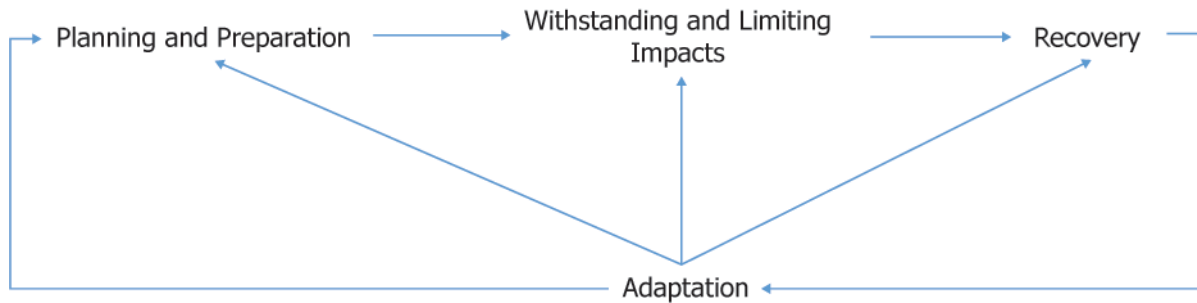 Planning and Preparation
Withstanding and Limiting
Impacts
Recovery
Adaptation